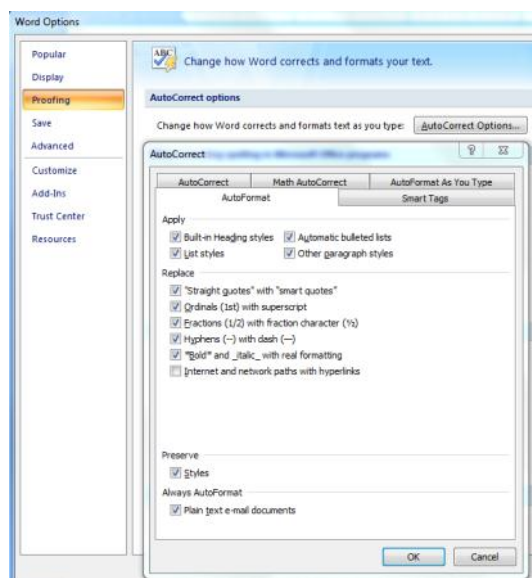 Word Options
Popular
Display
Proofing
Save
Advanced
Customize
Add-Ins
Trust Center
Resources
ABC
Change how Word corrects and formats your text.
AutoCorrect options
Change how Word corrects and formats text as you type: AutoCorrect Options...
AutoCorrect
AutoCorrect Math AutoCorrect AutoFormat As You Type
AutoFormat Smart Tags
Apply
Built-in Heading styles Automatic bulleted lists
List styles Other paragraph styles
Replace
"Straight quotes" with “smart quotes”
Ordinals (1st) with superscript
Fractions (1/2) with fraction character (½)
Hyphens (--) with dash (—)
*Bold* and _italic_ with real formatting
Internet and network paths with hyperlinks
Preserve
Styles
Always AutoFormat
Plain text e-mail documents
OK Cancel